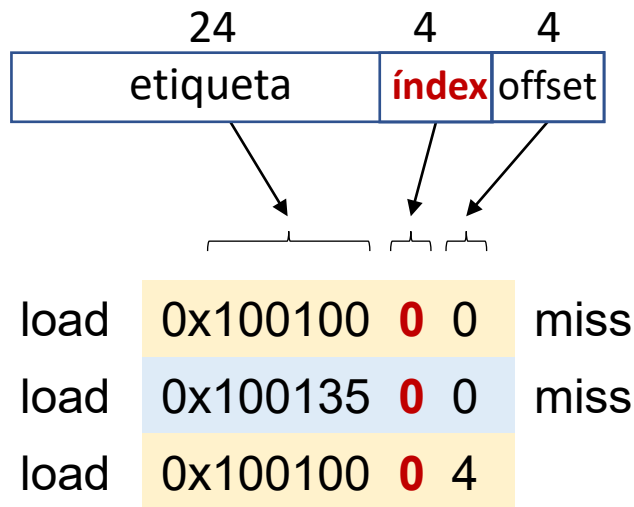 24 4 4
etiqueta índex offset
load 0x100100 0 0 miss
load 0x100135 0 0 miss
load 0x100100 0 4